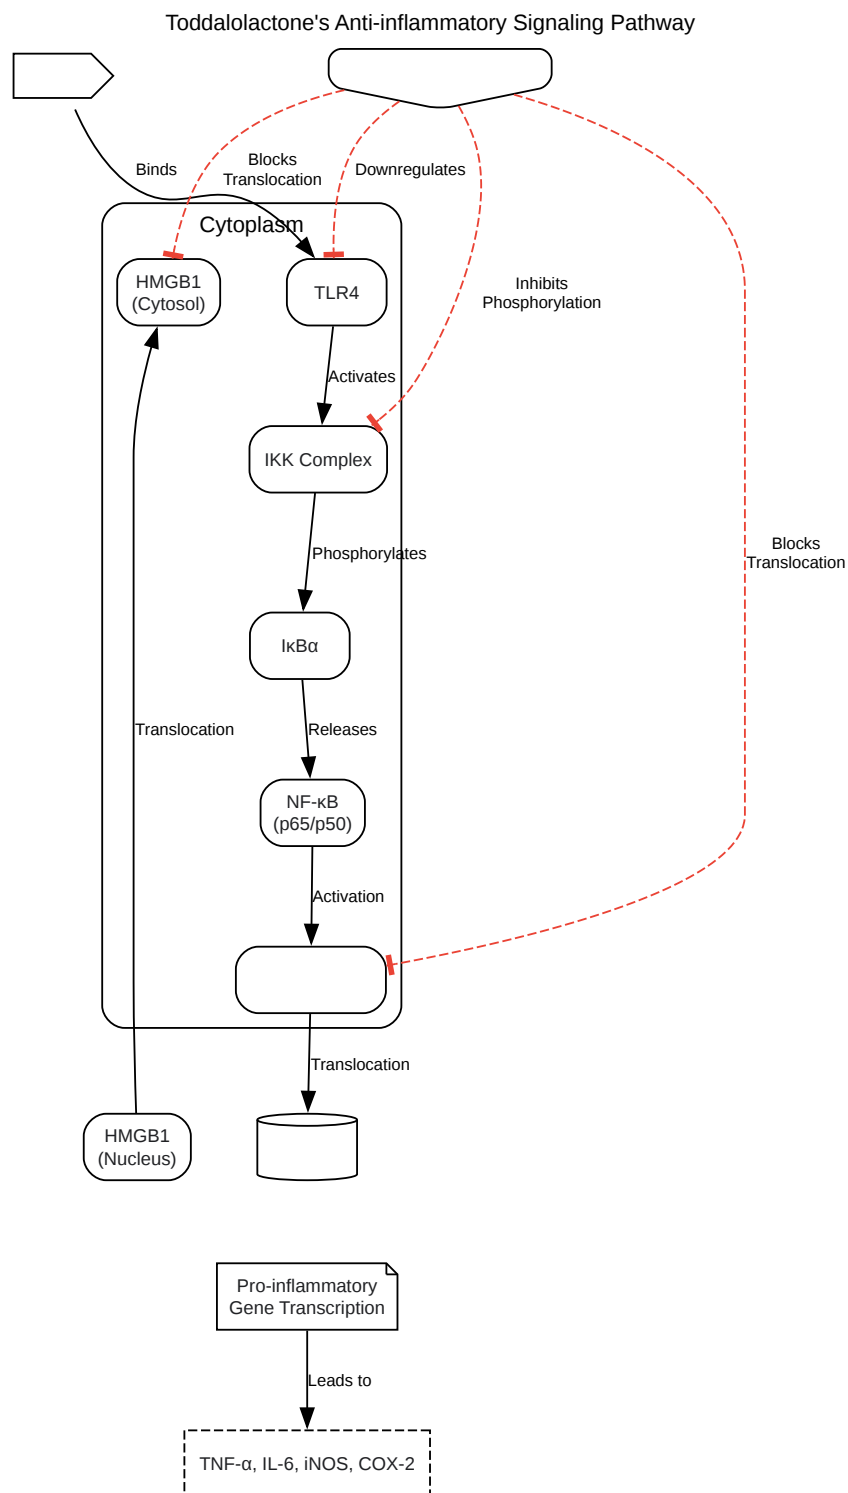 Toddalolactone's Anti-inflammatory Signaling Pathway
Binds
Blocks
Translocation
Downregulates
Cytoplasm
HMGB1
(Cytosol)
TLR4
Inhibits
Phosphorylation
Activates
IKK Complex
Phosphorylates
Blocks
Translocation
IκBα
Translocation
Releases
NF-κB
(p65/p50)
Activation
Translocation
HMGB1
(Nucleus)
Pro-inflammatory
Gene Transcription
Leads to
TNF-α, IL-6, iNOS, COX-2